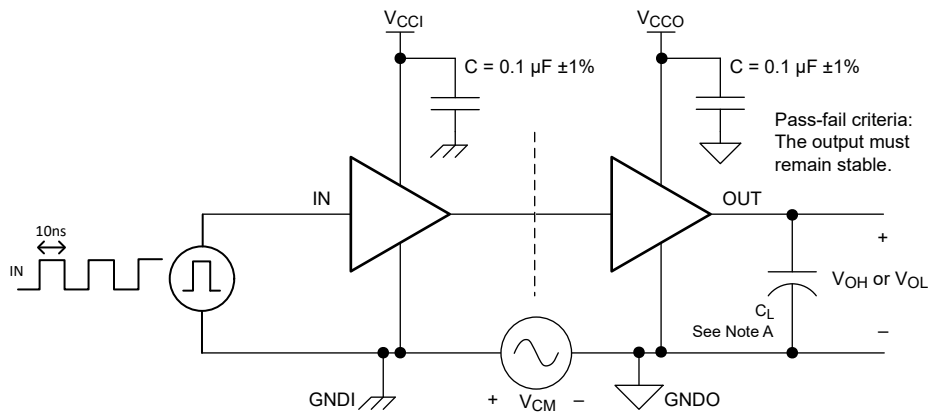 V_CCI
V_CCO
C = 0.1 µF ±1%
C = 0.1 µF ±1%
Pass-fail criteria:
The output must
remain stable.
IN
OUT
10ns
IN
+
V_OH or V_OL
C_L
See Note A
–
GNDI
+ V_CM –
GNDO